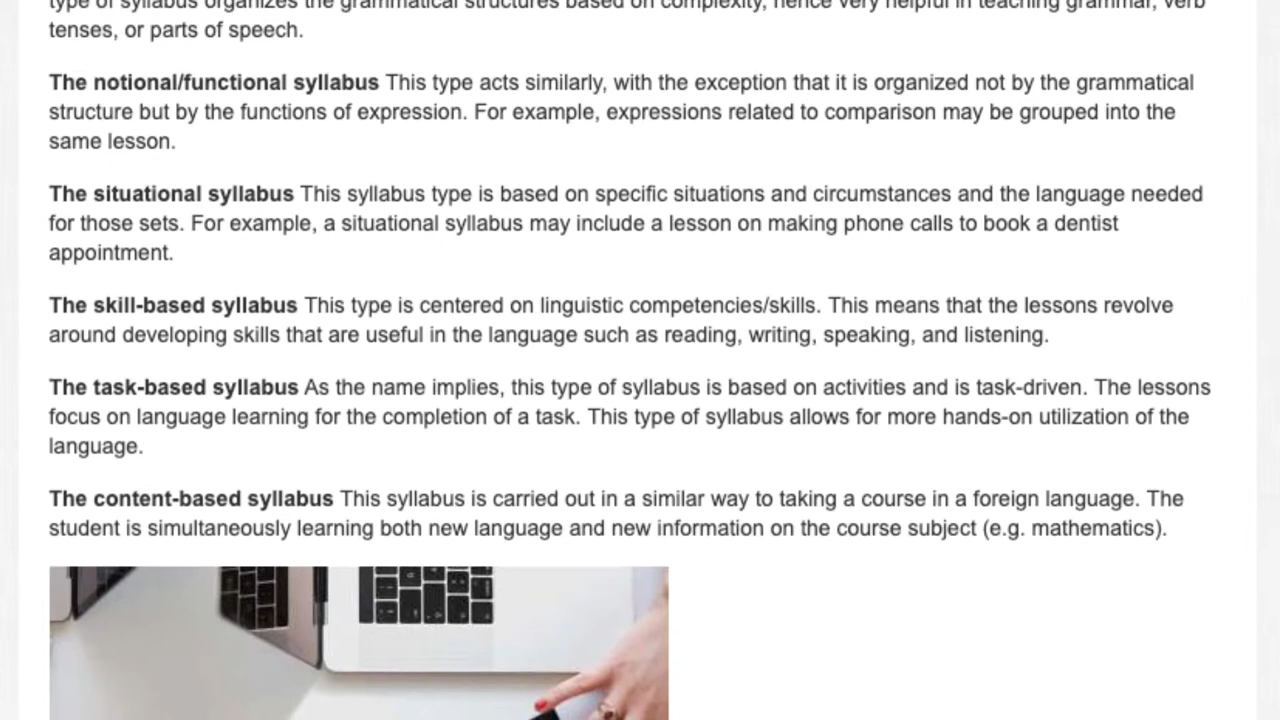 type of syllabus organizes the grammatical structures based on complexity, hence very helpful in teaching grammar, verb
tenses, or parts of speech.
The notional/functional syllabus This type acts similarly, with the exception that it is organized not by the grammatical
structure but by the functions of expression. For example, expressions related to comparison may be grouped into the
same lesson.
The situational syllabus This syllabus type is based on specific situations and circumstances and the language needed
for those sets. For example, a situational syllabus may include a lesson on making phone calls to book a dentist
appointment.
The skill-based syllabus This type is centered on linguistic competencies/skills. This means that the lessons revolve
around developing skills that are useful in the language such as reading, writing, speaking, and listening.
The task-based syllabus As the name implies, this type of syllabus is based on activities and is task-driven. The lessons
focus on language learning for the completion of a task. This type of syllabus allows for more hands-on utilization of the
language.
The content-based syllabus This syllabus is carried out in a similar way to taking a course in a foreign language. The
student is simultaneously learning both new language and new information on the course subject (e.g. mathematics).